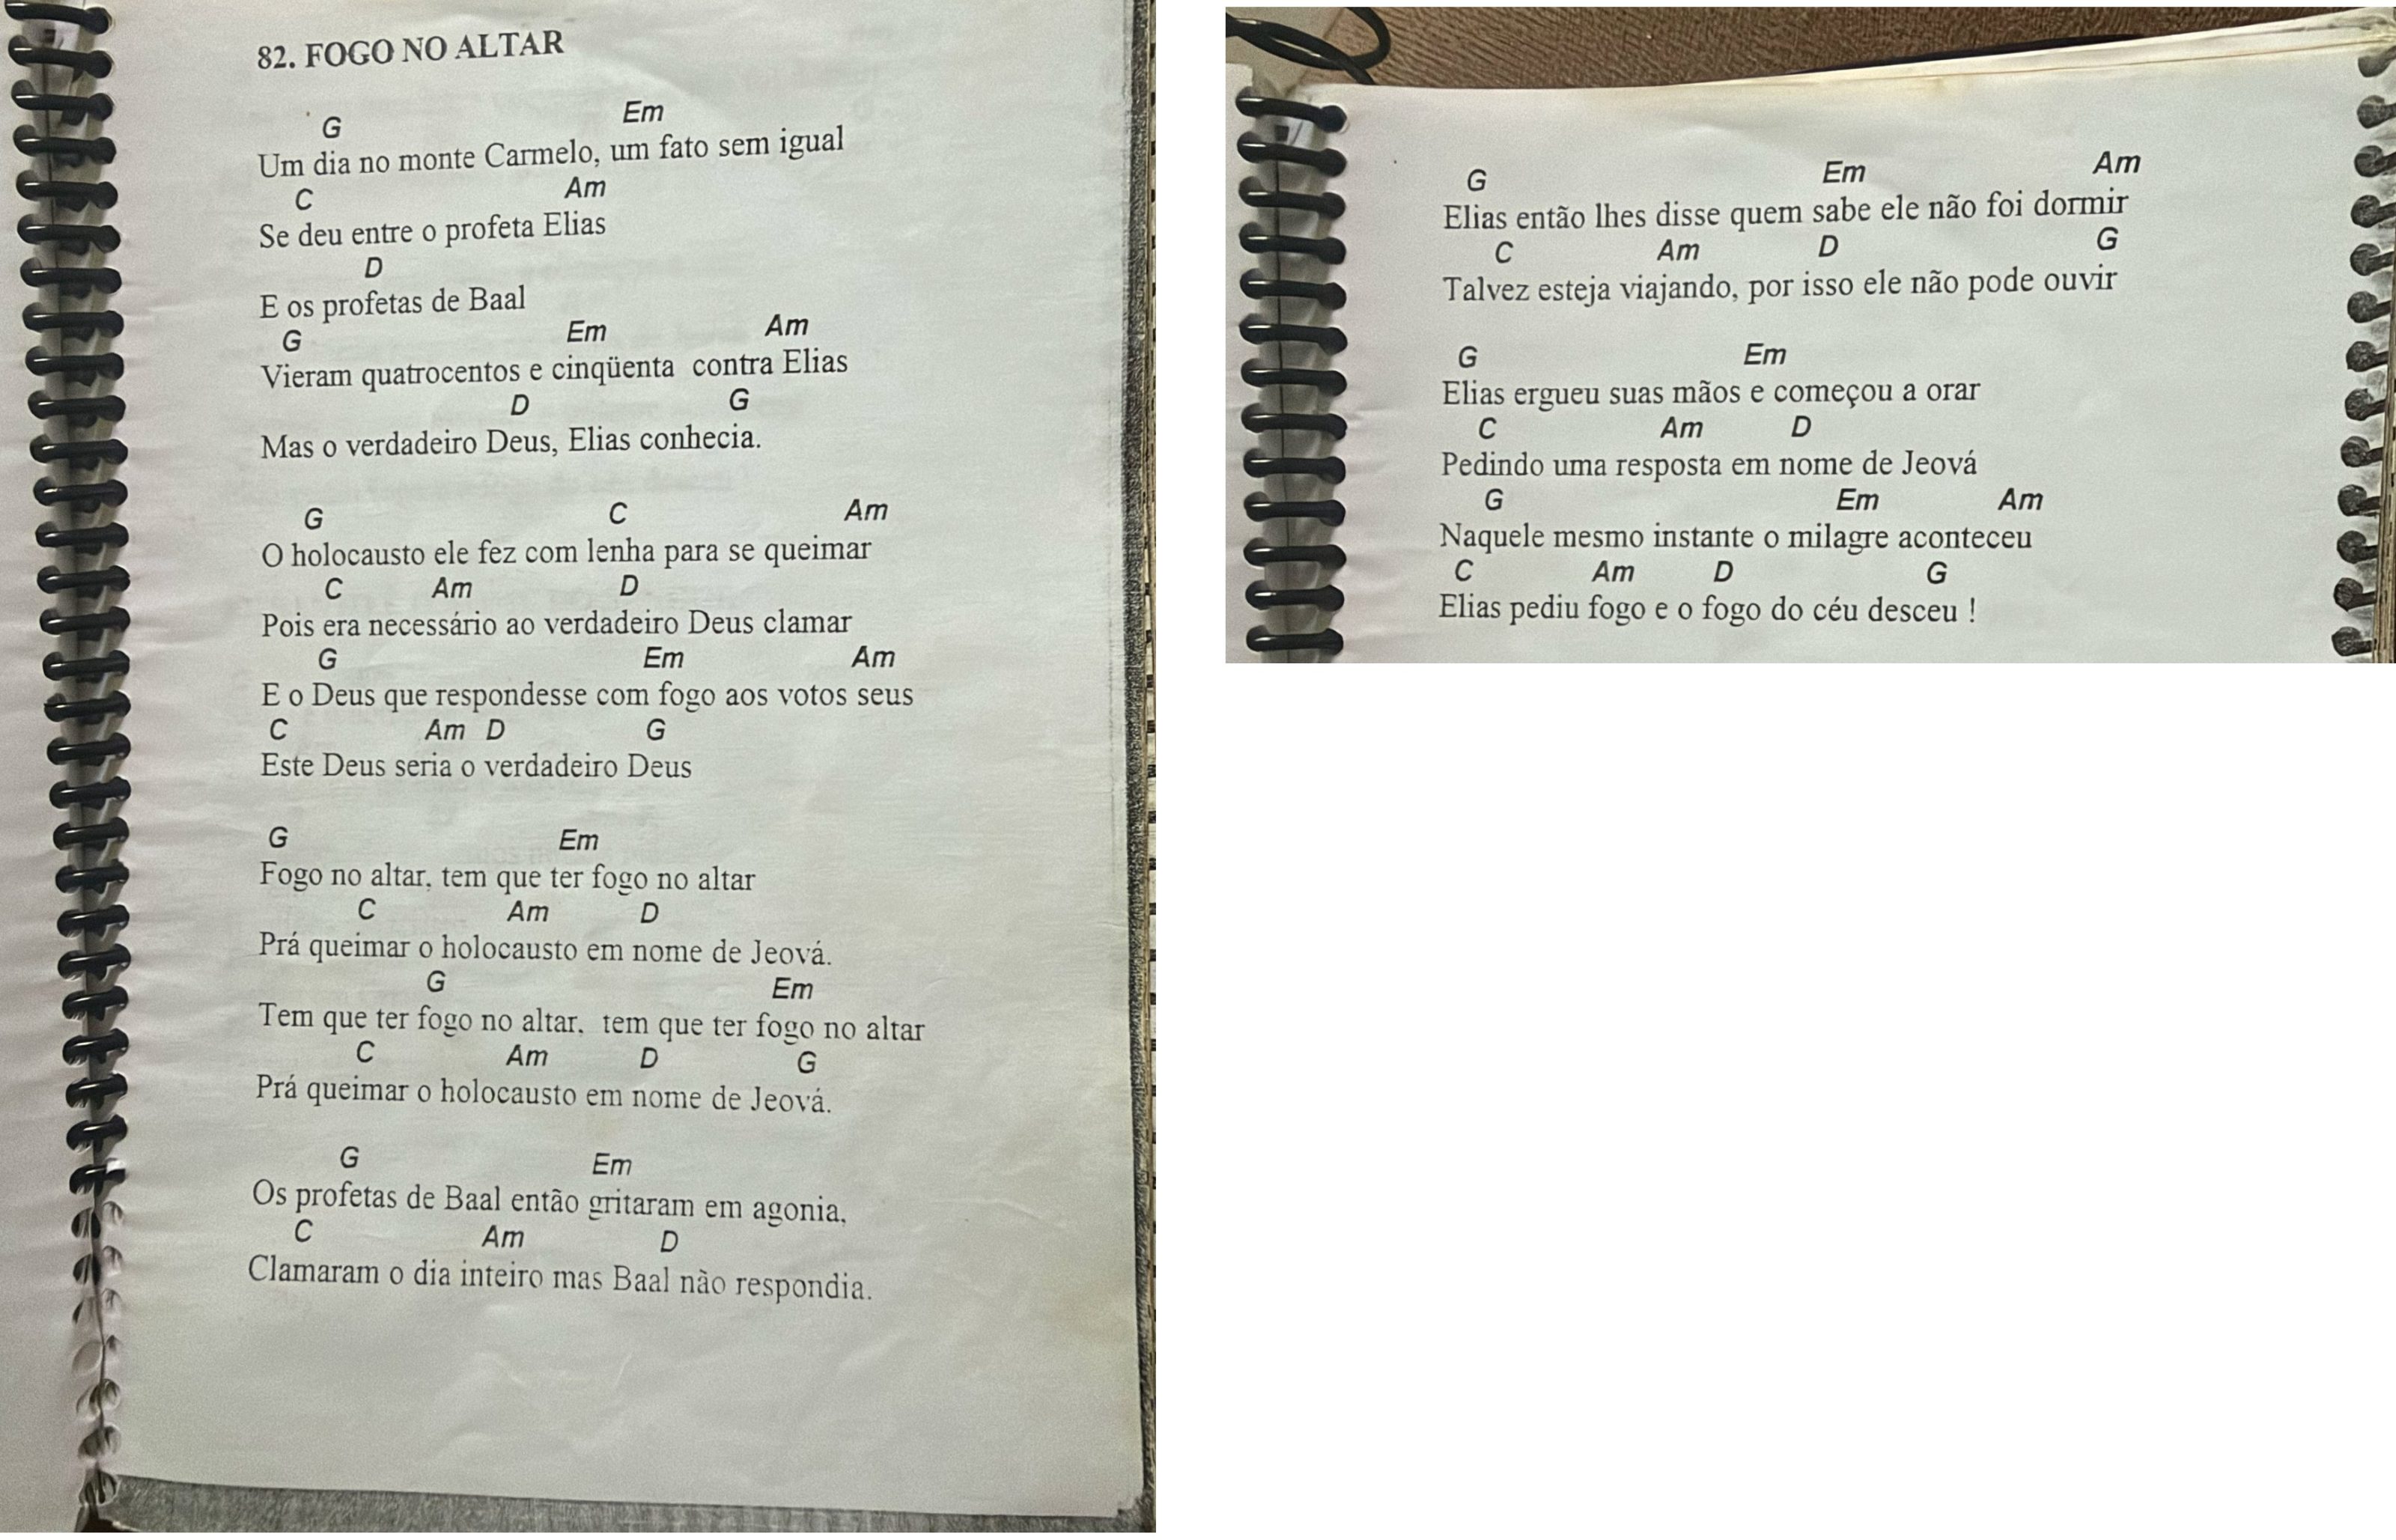 82. FOGO NO ALTAR
G Em
Um dia no monte Carmelo, um fato sem igual
C Am
Se deu entre o profeta Elias
D
E os profetas de Baal
G Em Am
Vieram quatrocentos e cinqüenta contra Elias
D G
Mas o verdadeiro Deus, Elias conhecia.
G C Am
O holocausto ele fez com lenha para se queimar
C Am D
Pois era necessário ao verdadeiro Deus clamar
G Em Am
E o Deus que respondesse com fogo aos votos seus
C Am D G
Este Deus seria o verdadeiro Deus
G Em
Fogo no altar, tem que ter fogo no altar
C Am D
Prá queimar o holocausto em nome de Jeová.
G Em
Tem que ter fogo no altar, tem que ter fogo no altar
C Am D G
Prá queimar o holocausto em nome de Jeová.
G Em
Os profetas de Baal então gritaram em agonia,
C Am D
Clamaram o dia inteiro mas Baal não respondia.
G Em Am
Elias então lhes disse quem sabe ele não foi dormir
C Am D G
Talvez esteja viajando, por isso ele não pode ouvir
G Em
Elias ergueu suas mãos e começou a orar
C Am D
Pedindo uma resposta em nome de Jeová
G Em Am
Naquele mesmo instante o milagre aconteceu
C Am D G
Elias pediu fogo e o fogo do céu desceu !